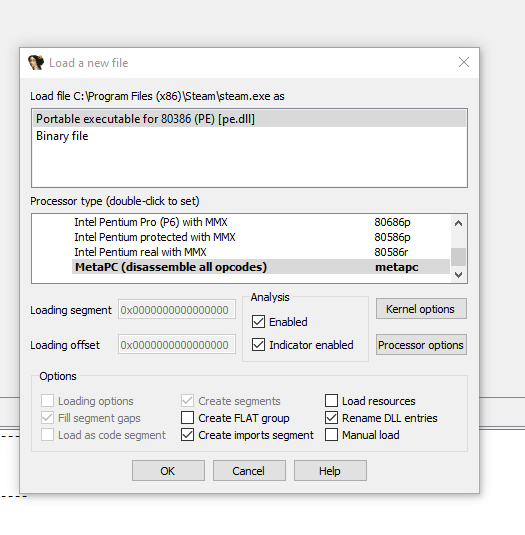 Load a new file
Load file C:\Program Files (x86)\Steam\steam.exe as
Portable executable for 80386 (PE) [pe.dll]
Binary file
Processor type (double-click to set)
Intel Pentium Pro (P6) with MMX 80686p
Intel Pentium protected with MMX 80586p
Intel Pentium real with MMX 80586r
MetaPC (disassemble all opcodes) metapc
Analysis
Loading segment 0x0000000000000000 Enabled Kernel options
Loading offset 0x0000000000000000 Indicator enabled Processor options
Options
Loading options Create segments Load resources
Fill segment gaps Create FLAT group Rename DLL entries
Load as code segment Create imports segment Manual load
OK Cancel Help